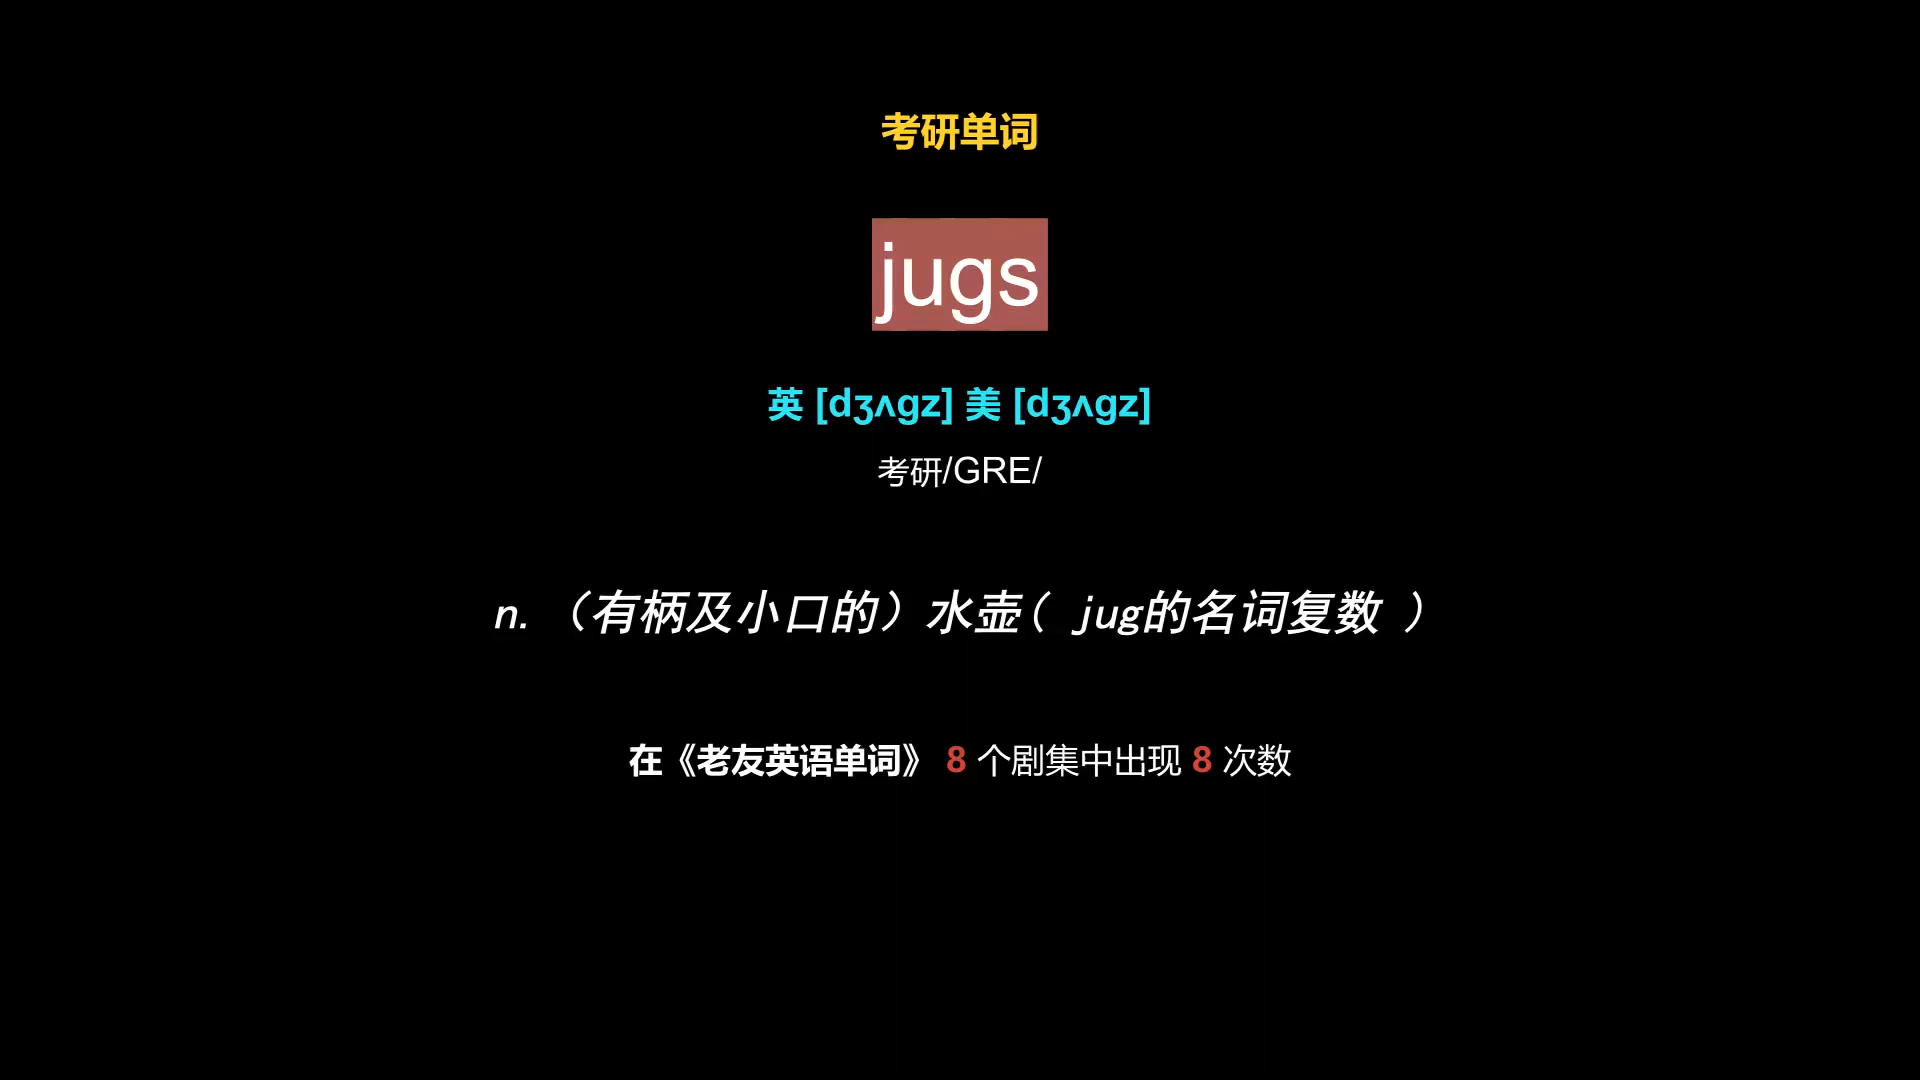 考研单词
jugs
英 [dʒʌgz] 美 [dʒʌgz]
考研/GRE/
n. （有柄及小口的）水壶( jug的名词复数 )
在《老友英语单词》 8 个剧集中出现 8 次数